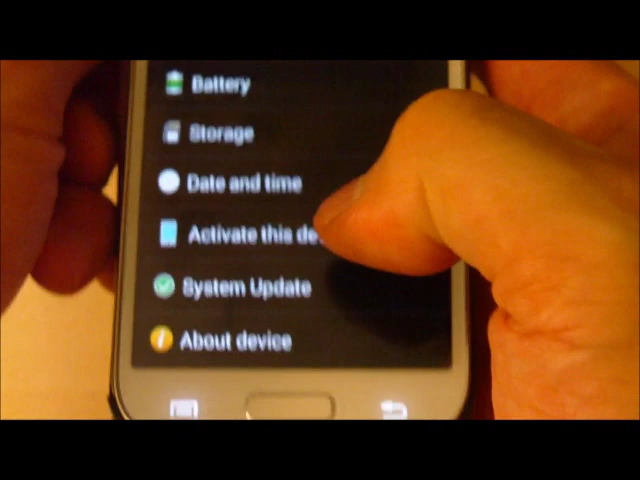 Battery
Storage
Date and time
Activate this de
System Update
About device